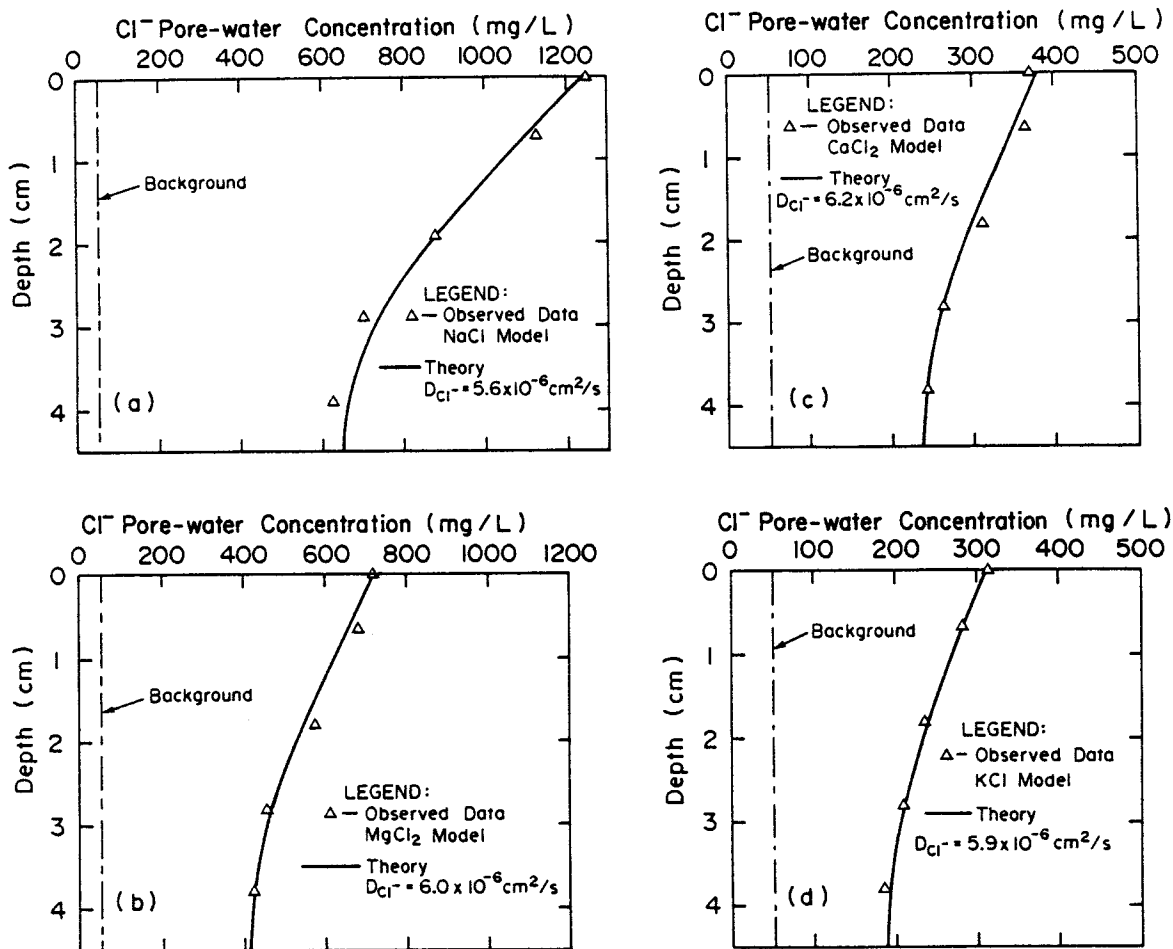 Cl⁻ Pore-water Concentration (mg/L)
0 200 400 600 800 1000 1200
0
1
2
3
4
Depth (cm)
Background
LEGEND:
△ — Observed Data
NaCl Model
— Theory
D_Cl⁻ = 5.6x10⁻⁶cm²/s
(a)
Cl⁻ Pore-water Concentration (mg/L)
0 200 400 600 800 1000 1200
0
1
2
3
4
Depth (cm)
Background
LEGEND:
△ — Observed Data
MgCl₂ Model
— Theory
D_Cl⁻ = 6.0 x 10⁻⁶cm²/s
(b)
Cl⁻ Pore-water Concentration (mg/L)
0 100 200 300 400 500
0
1
2
3
4
Depth (cm)
LEGEND:
△ — Observed Data
CaCl₂ Model
— Theory
D_Cl⁻ = 6.2x10⁻⁶cm²/s
Background
(c)
Cl⁻ Pore-water Concentration (mg/L)
0 100 200 300 400 500
0
1
2
3
4
Depth (cm)
Background
LEGEND:
△ — Observed Data
KCl Model
— Theory
D_Cl⁻ = 5.9x10⁻⁶cm²/s
(d)